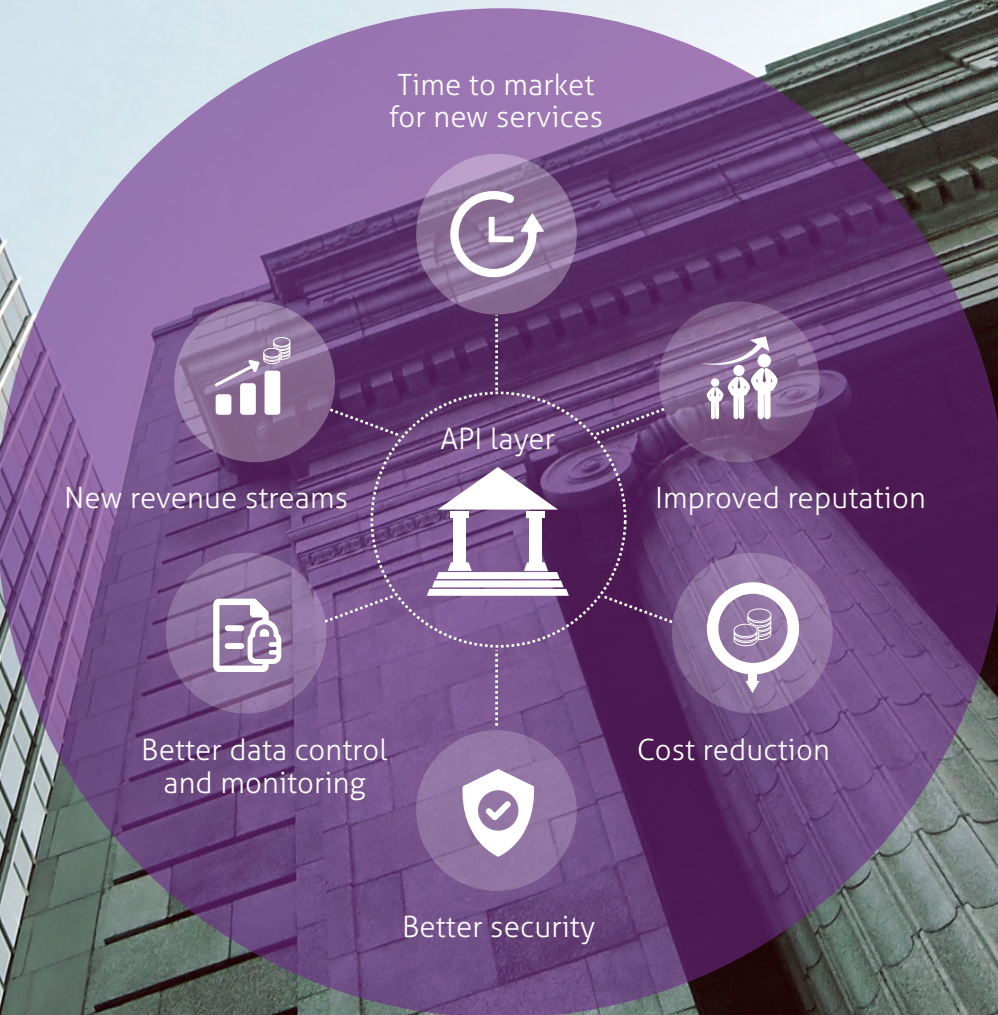 Time to market
for new services
API layer
New revenue streams
Improved reputation
Better data control
and monitoring
Cost reduction
Better security